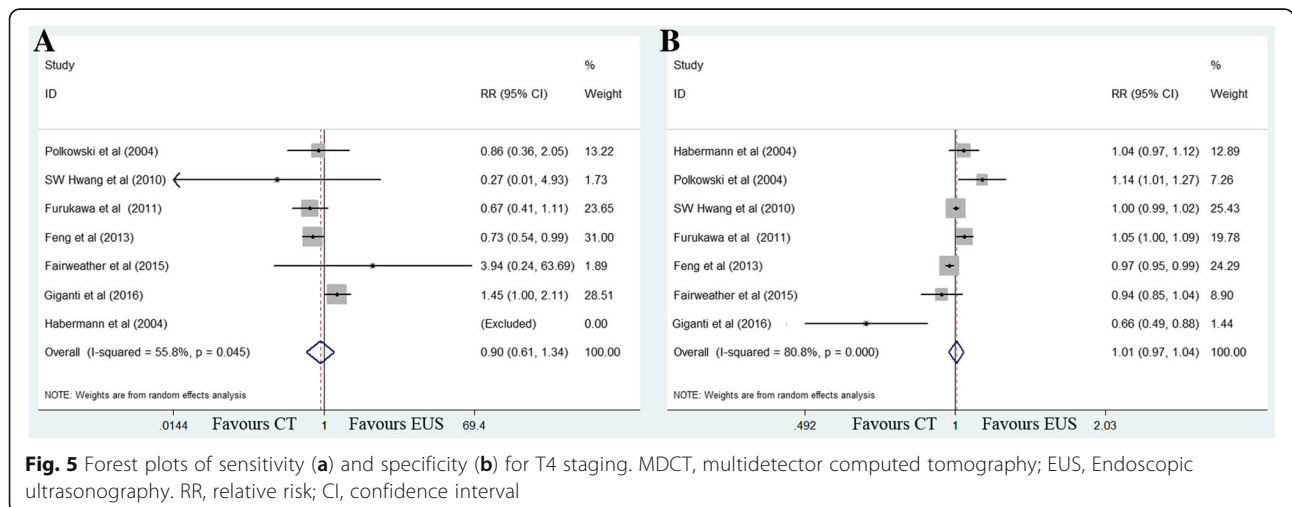 A
Study %
ID RR (95% CI) Weight
Polkowski et al (2004) 0.86 (0.36, 2.05) 13.22
SW Hwang et al (2010) 0.27 (0.01, 4.93) 1.73
Furukawa et al (2011) 0.67 (0.41, 1.11) 23.65
Feng et al (2013) 0.73 (0.54, 0.99) 31.00
Fairweather et al (2015) 3.94 (0.24, 63.69) 1.89
Giganti et al (2016) 1.45 (1.00, 2.11) 28.51
Habermann et al (2004) (Excluded) 0.00
Overall (I-squared = 55.8%, p = 0.045) 0.90 (0.61, 1.34) 100.00
NOTE: Weights are from random effects analysis
.0144 Favours CT 1 Favours EUS 69.4
B
Study %
ID RR (95% CI) Weight
Habermann et al (2004) 1.04 (0.97, 1.12) 12.89
Polkowski et al (2004) 1.14 (1.01, 1.27) 7.26
SW Hwang et al (2010) 1.00 (0.99, 1.02) 25.43
Furukawa et al (2011) 1.05 (1.00, 1.09) 19.78
Feng et al (2013) 0.97 (0.95, 0.99) 24.29
Fairweather et al (2015) 0.94 (0.85, 1.04) 8.90
Giganti et al (2016) 0.66 (0.49, 0.88) 1.44
Overall (I-squared = 80.8%, p = 0.000) 1.01 (0.97, 1.04) 100.00
NOTE: Weights are from random effects analysis
.492 Favours CT 1 Favours EUS 2.03
Fig. 5 Forest plots of sensitivity (a) and specificity (b) for T4 staging. MDCT, multidetector computed tomography; EUS, Endoscopic
ultrasonography. RR, relative risk; CI, confidence interval